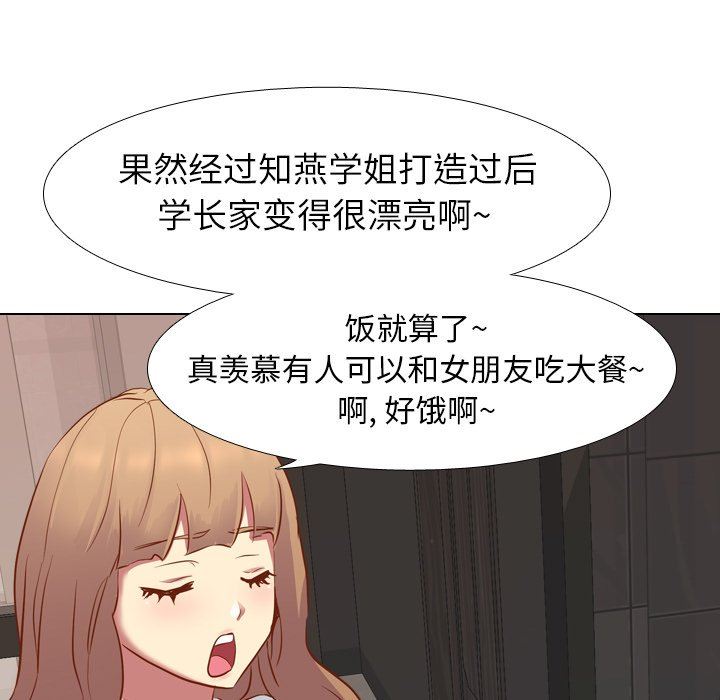 果然经过知燕学姐打造过后
学长家变得很漂亮啊~
饭就算了~
真羡慕有人可以和女朋友吃大餐~
啊, 好饿啊~